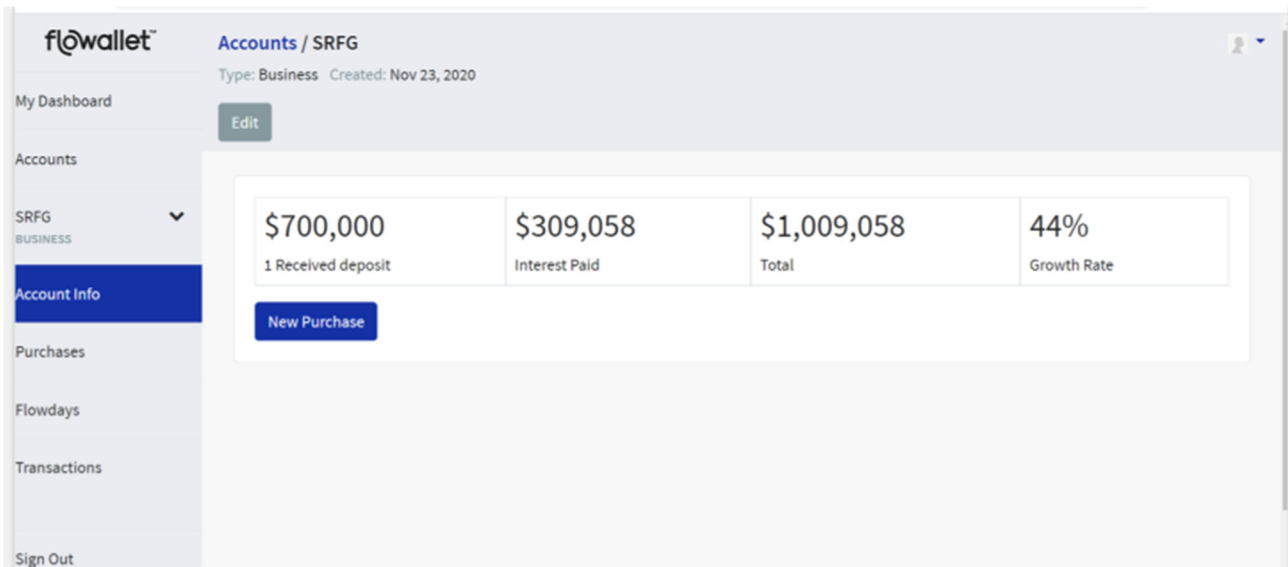 flowallet™
My Dashboard
Accounts
SRFG
BUSINESS
Account Info
Purchases
Flowdays
Transactions
Sign Out
Accounts / SRFG
Type: Business Created: Nov 23, 2020
Edit
$700,000
1 Received deposit
$309,058
Interest Paid
$1,009,058
Total
44%
Growth Rate
New Purchase